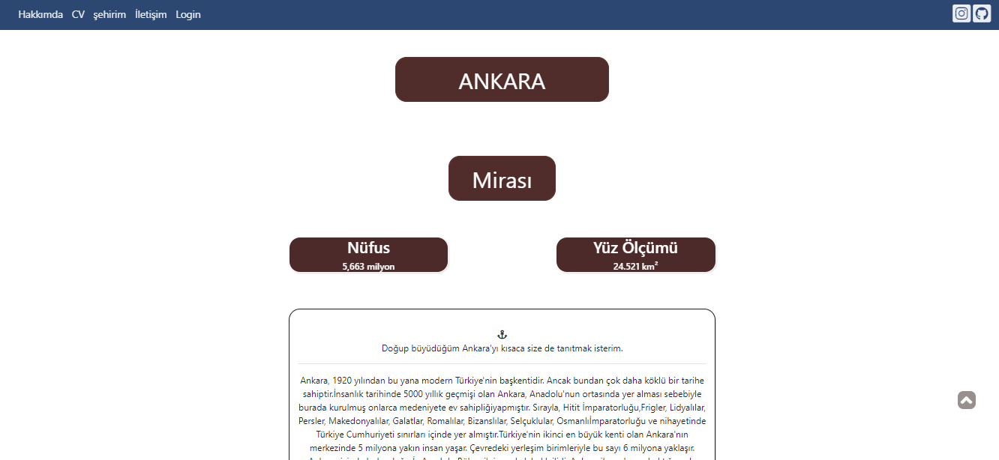 Hakkımda CV şehirim İletişim Login
ANKARA
Mirası
Nüfus
5,663 milyon
Yüz Ölçümü
24.521 km²
Doğup büyüdüğüm Ankara'yı kısaca size de tanıtmak isterim.
Ankara, 1920 yılından bu yana modern Türkiye'nin başkentidir. Ancak bundan çok daha köklü bir tarihe
sahiptir.İnsanlık tarihinde 5000 yıllık geçmişi olan Ankara, Anadolu'nun ortasında yer alması sebebiyle
burada kurulmuş onlarca medeniyete ev sahipliğiyapmıştır. Sırayla, Hitit İmparatorluğu,Frigler, Lidyalılar,
Persler, Makedonyalılar, Galatlar, Romalılar, Bizanslılar, Selçuklular, Osmanlıİmparatorluğu ve nihayetinde
Türkiye Cumhuriyeti sınırları içinde yer almıştır.Türkiye'nin ikinci en büyük kenti olan Ankara'nın
merkezinde 5 milyona yakın insan yaşar. Çevredeki yerleşim birimleriyle bu sayı 6 milyona yaklaşır.